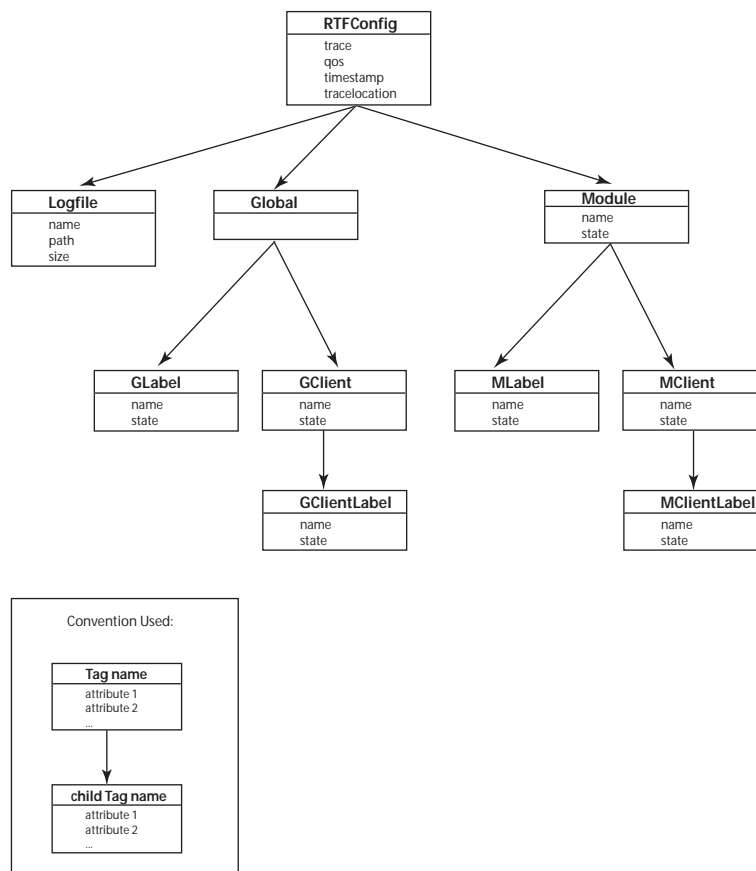 RTFConfig
trace
qos
timestamp
tracelocation
Logfile
name
path
size
Global
Module
name
state
GLabel
name
state
GClient
name
state
MLabel
name
state
MClient
name
state
GClientLabel
name
state
MClientLabel
name
state
Convention Used:
Tag name
attribute 1
attribute 2
...
child Tag name
attribute 1
attribute 2
...